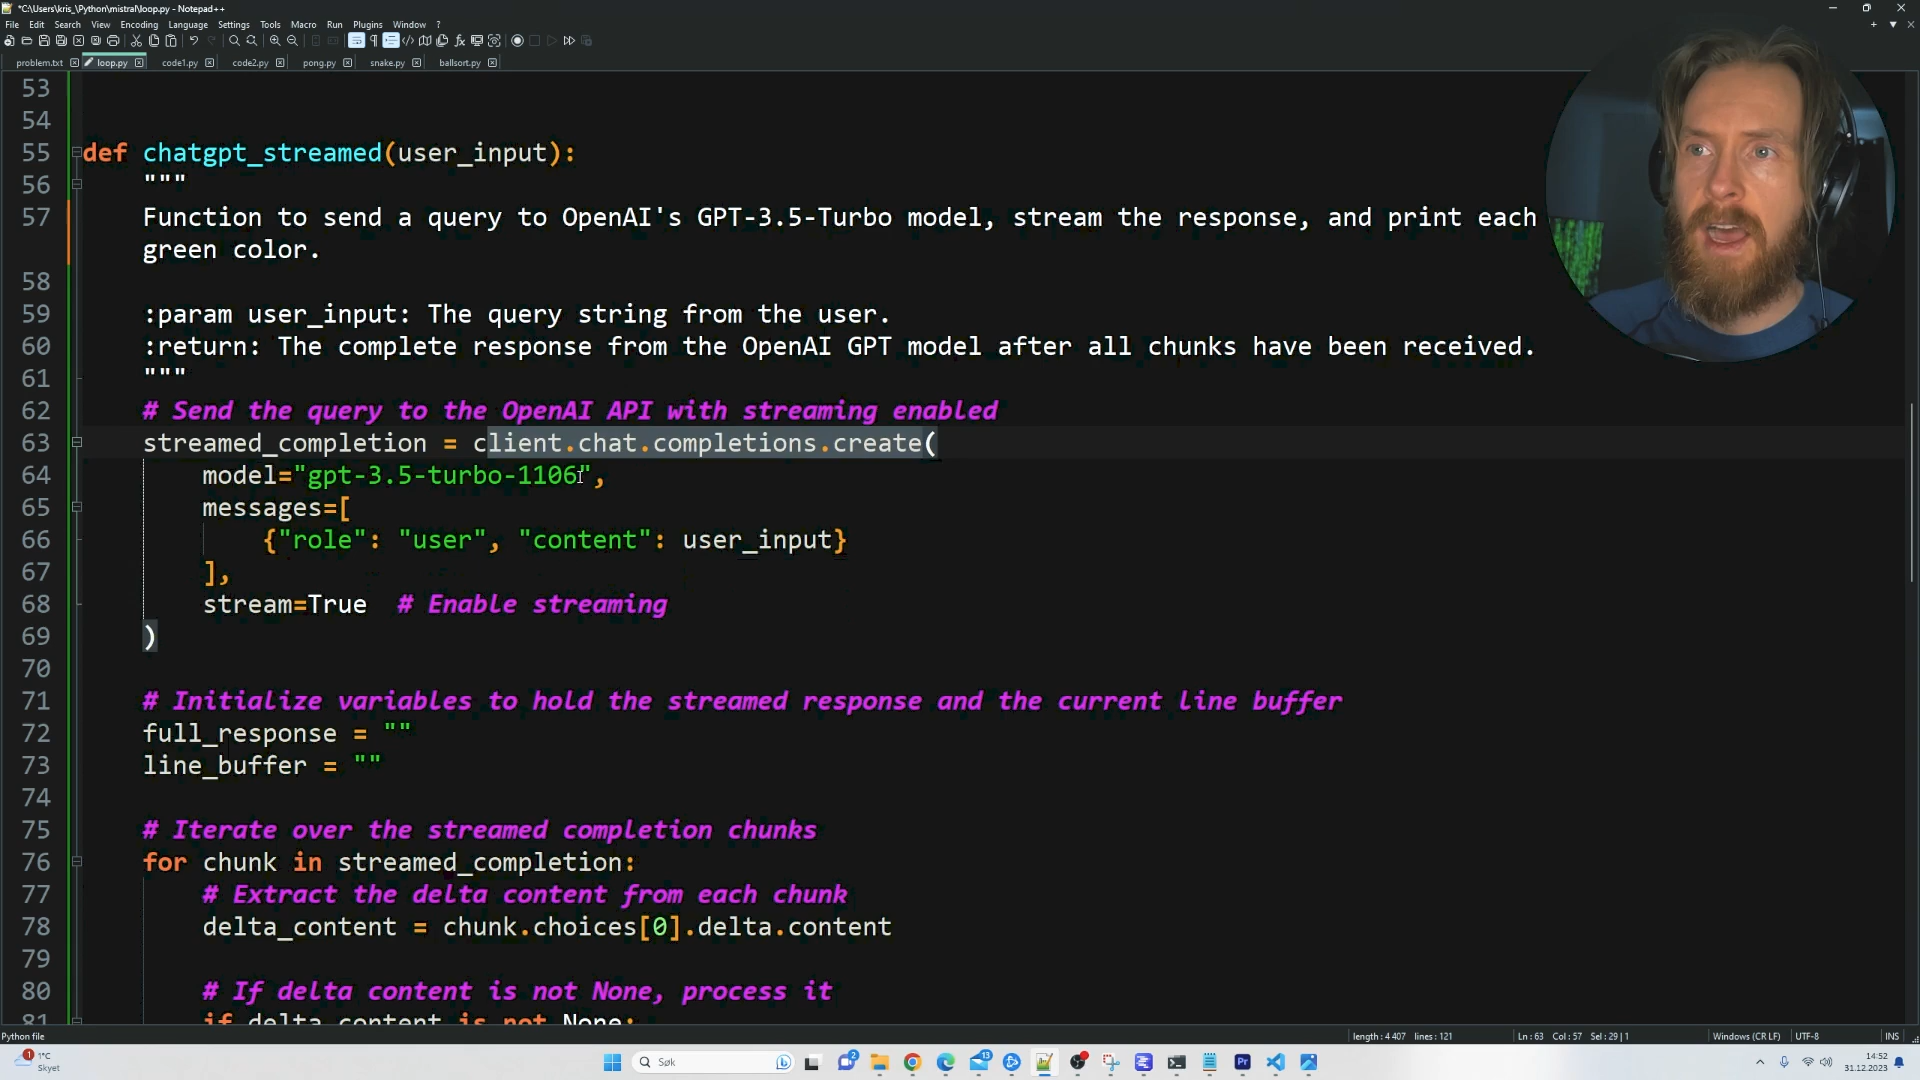 *C:\Users\kris_\Python\mistral\loop.py - Notepad++
File Edit Search View Encoding Language Settings Tools Macro Run Plugins Window ?
problem.txt loop.py code1.py code2.py pong.py snake.py ballsort.py
53
54
55 def chatgpt_streamed(user_input):
56 """
57 Function to send a query to OpenAI's GPT-3.5-Turbo model, stream the response, and print each
green color.
58
59 :param user_input: The query string from the user.
60 :return: The complete response from the OpenAI GPT model after all chunks have been received.
61 """
62 # Send the query to the OpenAI API with streaming enabled
63 streamed_completion = client.chat.completions.create(
64 model="gpt-3.5-turbo-1106",
65 messages=[
66 {"role": "user", "content": user_input}
67 ],
68 stream=True # Enable streaming
69 )
70
71 # Initialize variables to hold the streamed response and the current line buffer
72 full_response = ""
73 line_buffer = ""
74
75 # Iterate over the streamed completion chunks
76 for chunk in streamed_completion:
77 # Extract the delta content from each chunk
78 delta_content = chunk.choices[0].delta.content
79
80 # If delta content is not None, process it
81 if delta_content is not None:
Python file length : 4 407 lines : 121 Ln : 63 Col : 57 Sel : 29 | 1 Windows (CR LF) UTF-8 INS
1 1°C
Skyet
Søk
2
13
14:52
31.12.2023